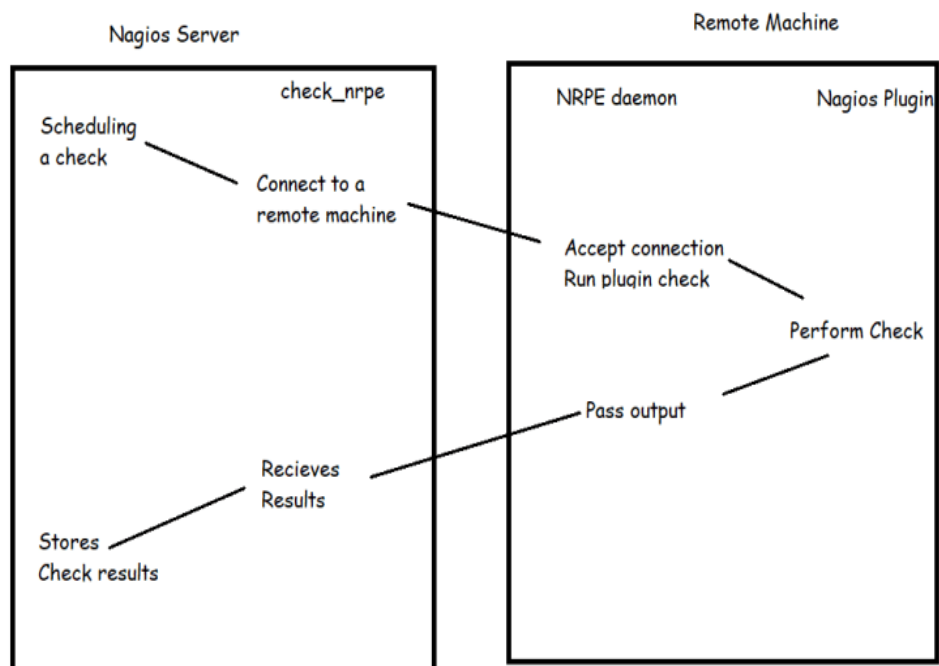 Nagios Server
Remote Machine
check_nrpe
NRPE daemon
Nagios Plugin
Scheduling
a check
Connect to a
remote machine
Accept connection
Run plugin check
Perform Check
Pass output
Recieves
Results
Stores
Check results